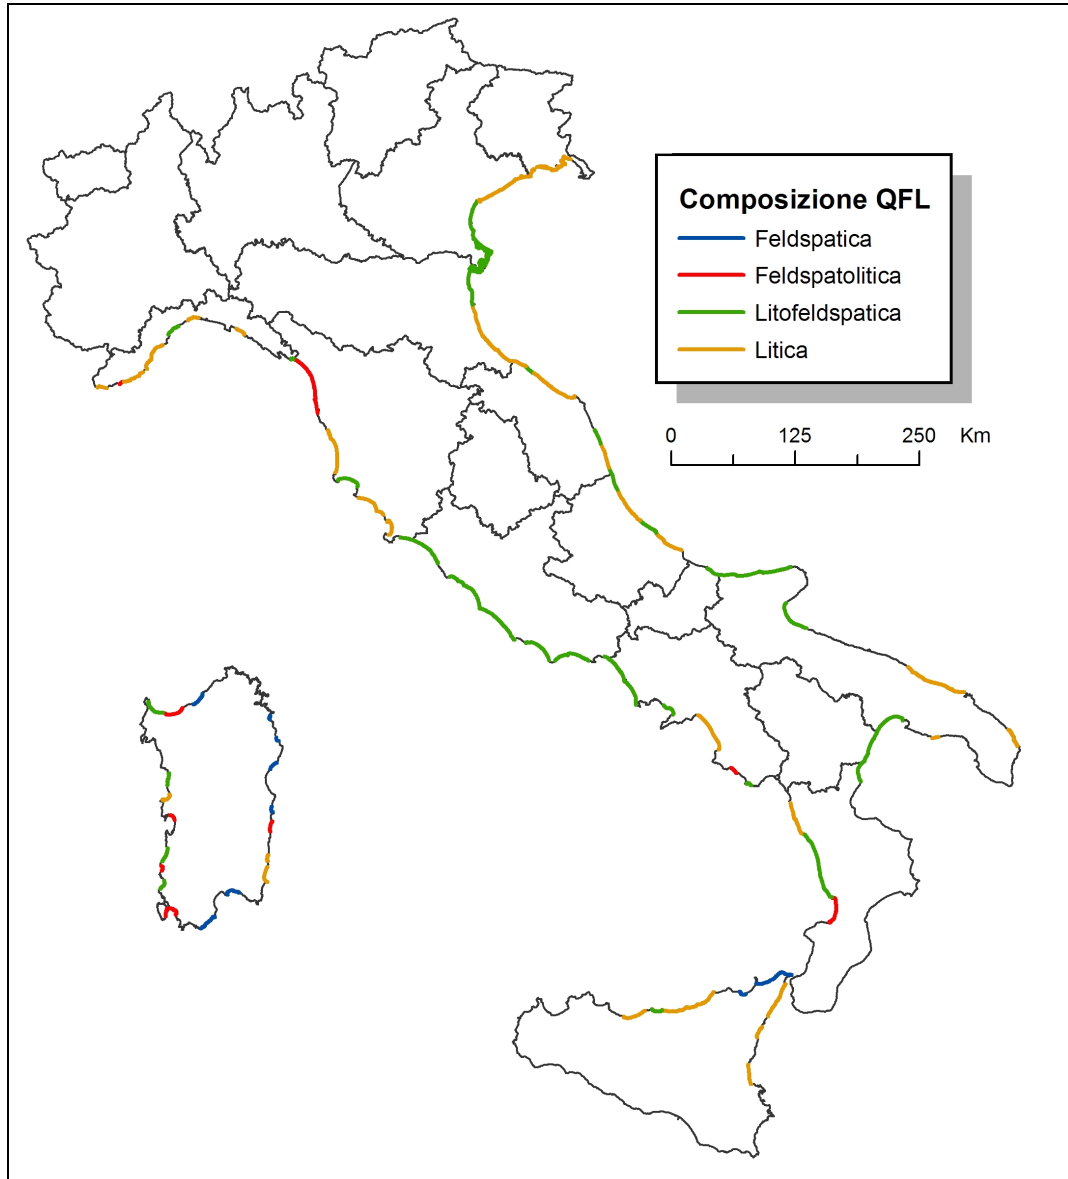 Composizione QFL
Feldspatica
Feldspatolitica
Litofeldspatica
Litica
0 125 250 Km